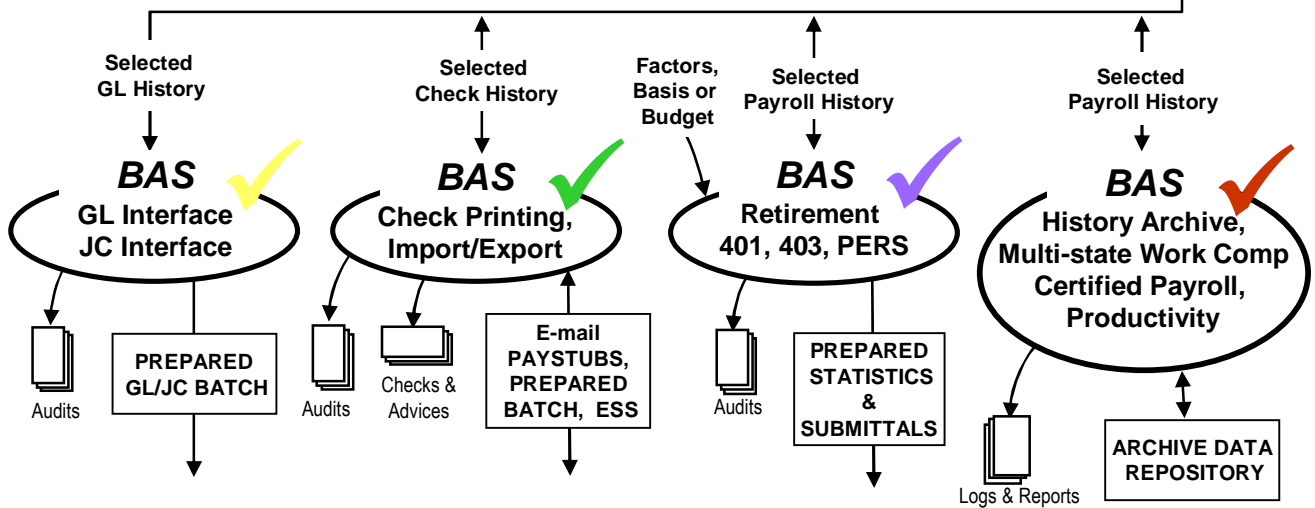 Selected
GL History
Selected
Check History
Factors,
Basis or
Budget
Selected
Payroll History
Selected
Payroll History
BAS
GL Interface
JC Interface
BAS
Check Printing,
Import/Export
BAS
Retirement
401, 403, PERS
BAS
History Archive,
Multi-state Work Comp
Certified Payroll,
Productivity
Audits
PREPARED
GL/JC BATCH
Audits
Checks &
Advices
E-mail
PAYSTUBS,
PREPARED
BATCH, ESS
Audits
PREPARED
STATISTICS
&
SUBMITTALS
Logs & Reports
ARCHIVE DATA
REPOSITORY